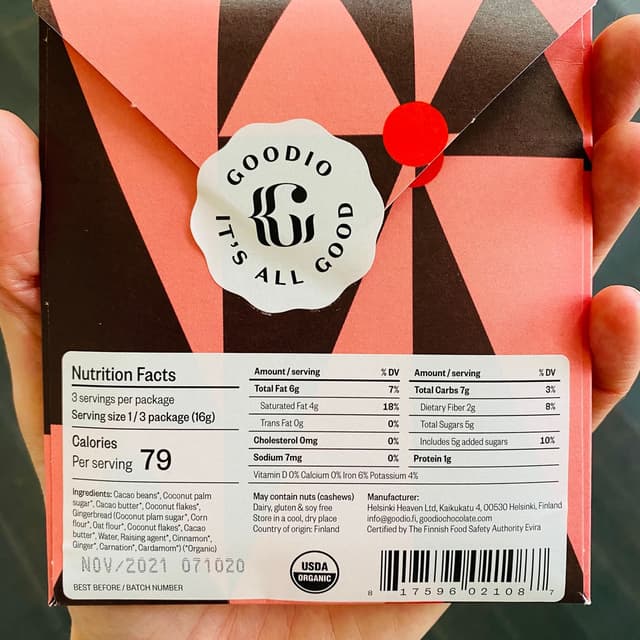 GOODIO
IT'S ALL GOOD
Nutrition Facts
3 servings per package
Serving size 1/3 package (16g)
Calories
Per serving 79
Amount/serving % DV
Total Fat 6g 7%
Saturated Fat 4g 18%
Trans Fat 0g 0%
Cholesterol 0mg 0%
Sodium 7mg 0%
Amount/serving % DV
Total Carbs 7g 3%
Dietary Fiber 2g 8%
Total Sugars 5g
Includes 5g added sugars 10%
Protein 1g
Vitamin D 0% Calcium 0% Iron 6% Potassium 4%
Ingredients: Cacao beans*, Coconut palm
sugar*, Cacao butter*, Coconut flakes*,
Gingerbread (Coconut plam sugar*, Corn
flour*, Oat flour*, Coconut flakes*, Cacao
butter*, Water, Raising agent*, Cinnamon*,
Ginger*, Carnation*, Cardamom*) (*Organic)
NOV/2021 071020
BEST BEFORE / BATCH NUMBER
May contain nuts (cashews)
Dairy, gluten & soy free
Store in a cool, dry place
Country of origin: Finland
USDA
ORGANIC
Manufacturer:
Helsinki Heaven Ltd, Kaikukatu 4, 00530 Helsinki, Finland
info@goodio.fi, goodiochocolate.com
Certified by The Finnish Food Safety Authority Evira
8 17596 02108 7